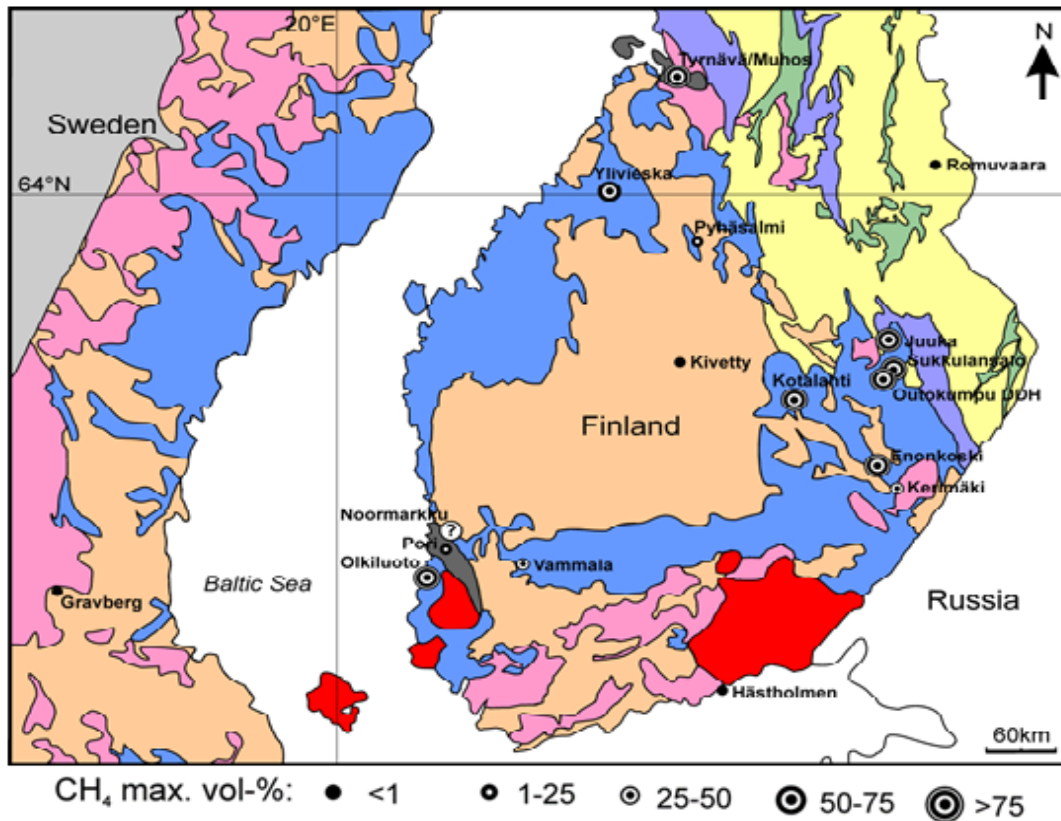 20°E
N
Tyrnävä/Muhos
Sweden
Romuvaara
64°N
Ylivieska
Pyhäsalmi
Juuka
Kivetty
Sukkulansalo
Kotalahti
Outokumpu DDH
Finland
Enonkoski
Kerimäki
Noormarkku
?
Pori
Olkiluoto
Vammala
Baltic Sea
Gravberg
Russia
Hästholmen
60km
CH₄ max. vol-%: <1 1-25 25-50 50-75 >75